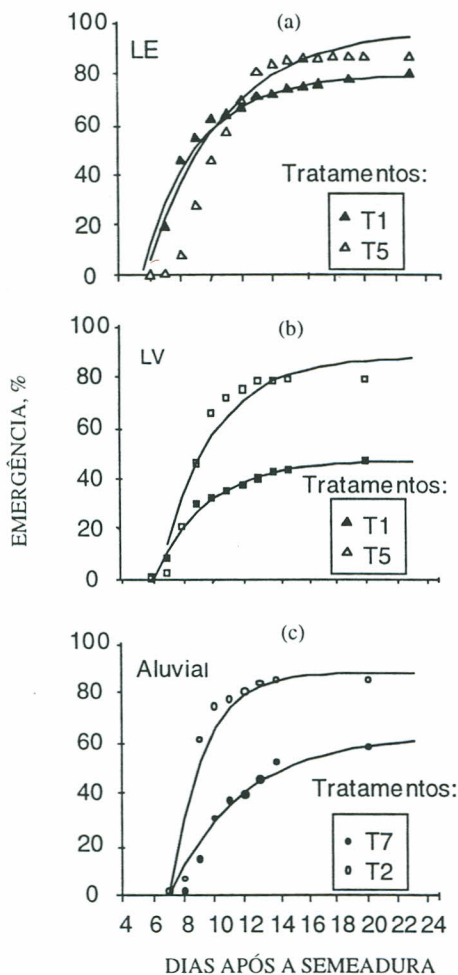 (a)
LE
100
80
60
40
20
0
Tratamentos:
T1
T5
(b)
LV
100
80
60
40
20
0
Tratamentos:
T1
T5
(c)
Aluvial
100
80
60
40
20
0
Tratamentos:
T7
T2
4 6 8 10 12 14 16 18 20 22 24
EMERGÊNCIA, %
DIAS APÓS A SEMEADURA